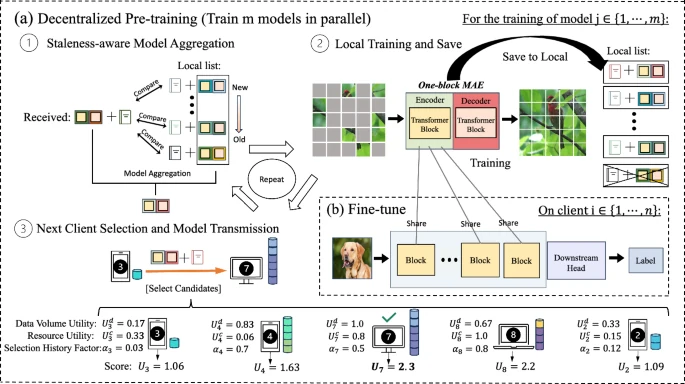 (a) Decentralized Pre-training (Train m models in parallel)
For the training of model j ∈ {1, ⋯, m}:
1 Staleness-aware Model Aggregation
Local list:
Compare
New
Received:
Compare
Compare
Old
Model Aggregation
Repeat
2 Local Training and Save
Save to Local
Local list:
One-block MAE
Encoder
Decoder
Transformer Block
Transformer Block
Training
3 Next Client Selection and Model Transmission
3
7
[Select Candidates]
(b) Fine-tune
On client i ∈ {1, ⋯, n}:
Share
Share
Share
Block
Block
Block
Downstream Head
Label
Data Volume Utility: U₃ᵈ = 0.17
Resource Utility: U₃ᶜ = 0.33
Selection History Factor: α₃ = 0.03
3
Score: U₃ = 1.06
U₄ᵈ = 0.83
U₄ᶜ = 0.06
α₄ = 0.7
4
U₄ = 1.63
U₇ᵈ = 1.0
U₇ᶜ = 0.8
α₇ = 0.5
7
U₇ = 2.3
U₈ᵈ = 0.67
U₈ᶜ = 1.0
α₈ = 0.8
8
U₈ = 2.2
U₂ᵈ = 0.33
U₂ᶜ = 0.15
α₂ = 0.12
2
U₂ = 1.09